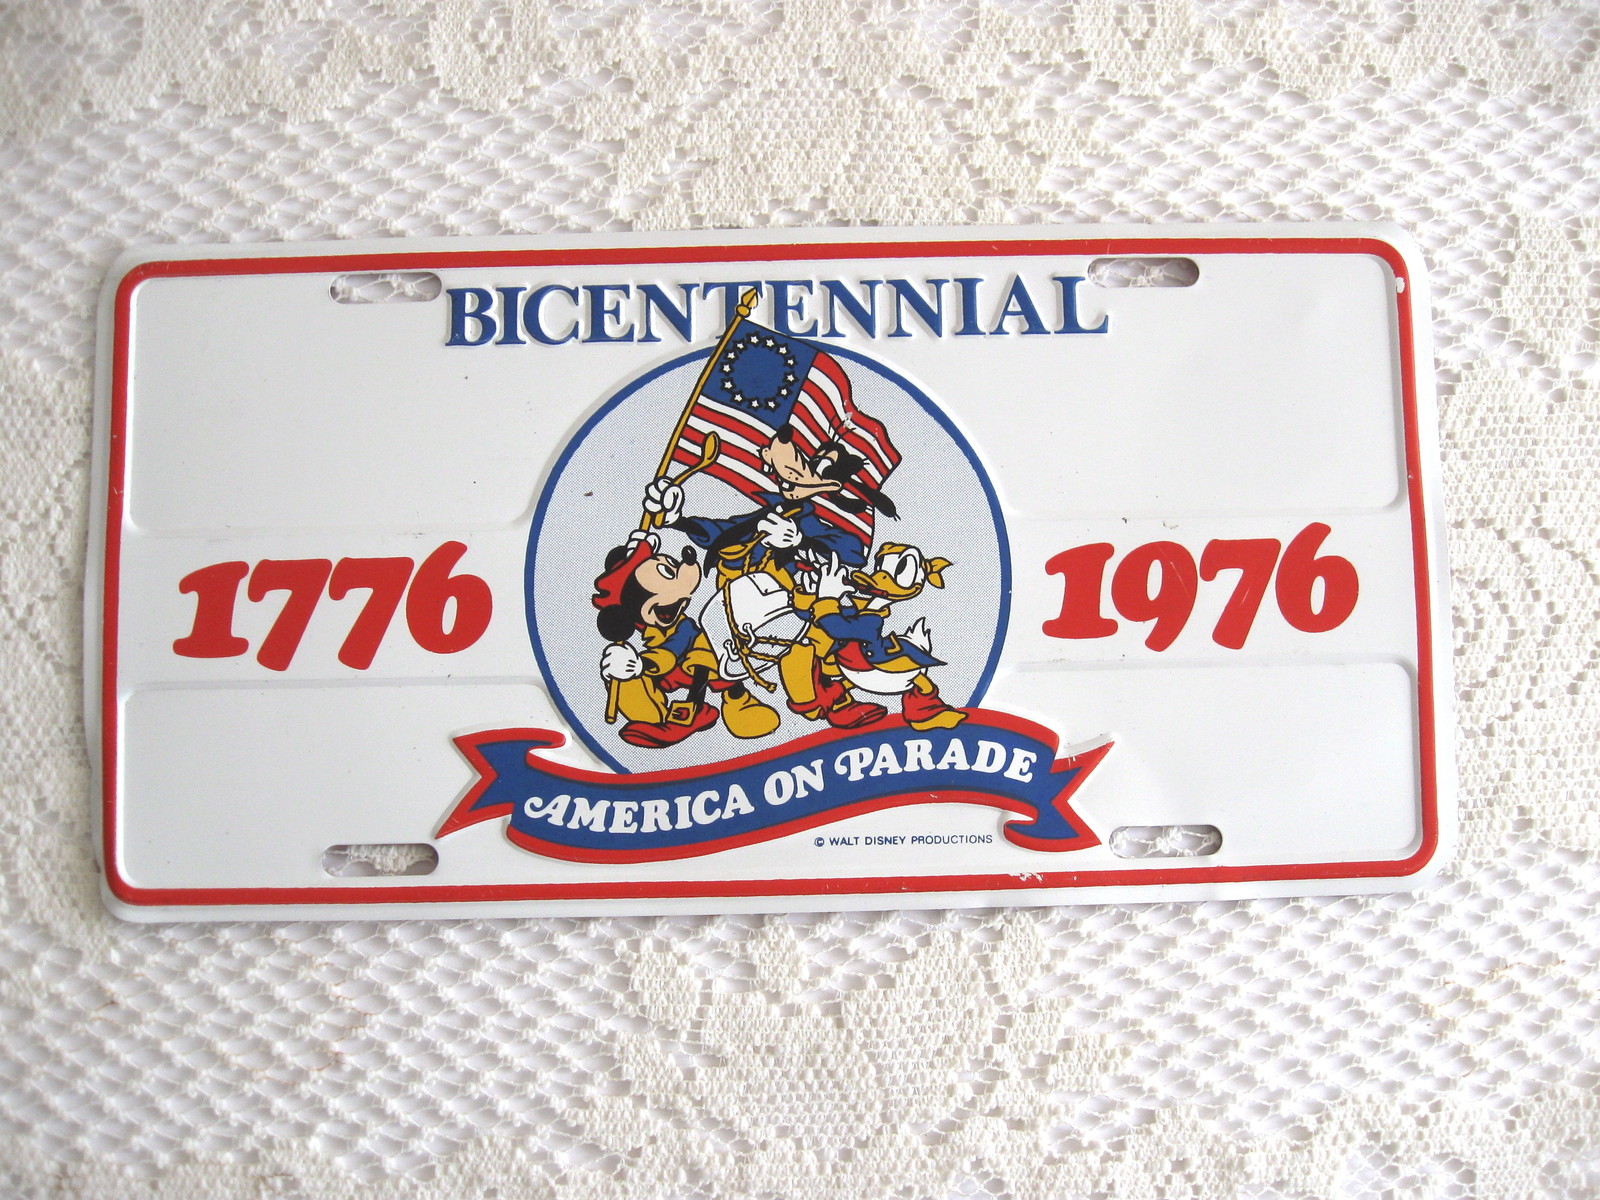 BICENTENNIAL
1776
1976
AMERICA ON PARADE
© WALT DISNEY PRODUCTIONS